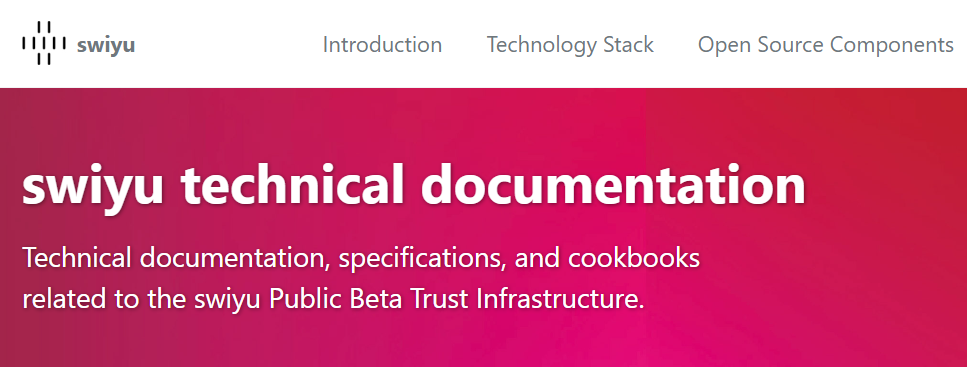 swiyu Introduction Technology Stack Open Source Components
swiyu technical documentation
Technical documentation, specifications, and cookbooks
related to the swiyu Public Beta Trust Infrastructure.